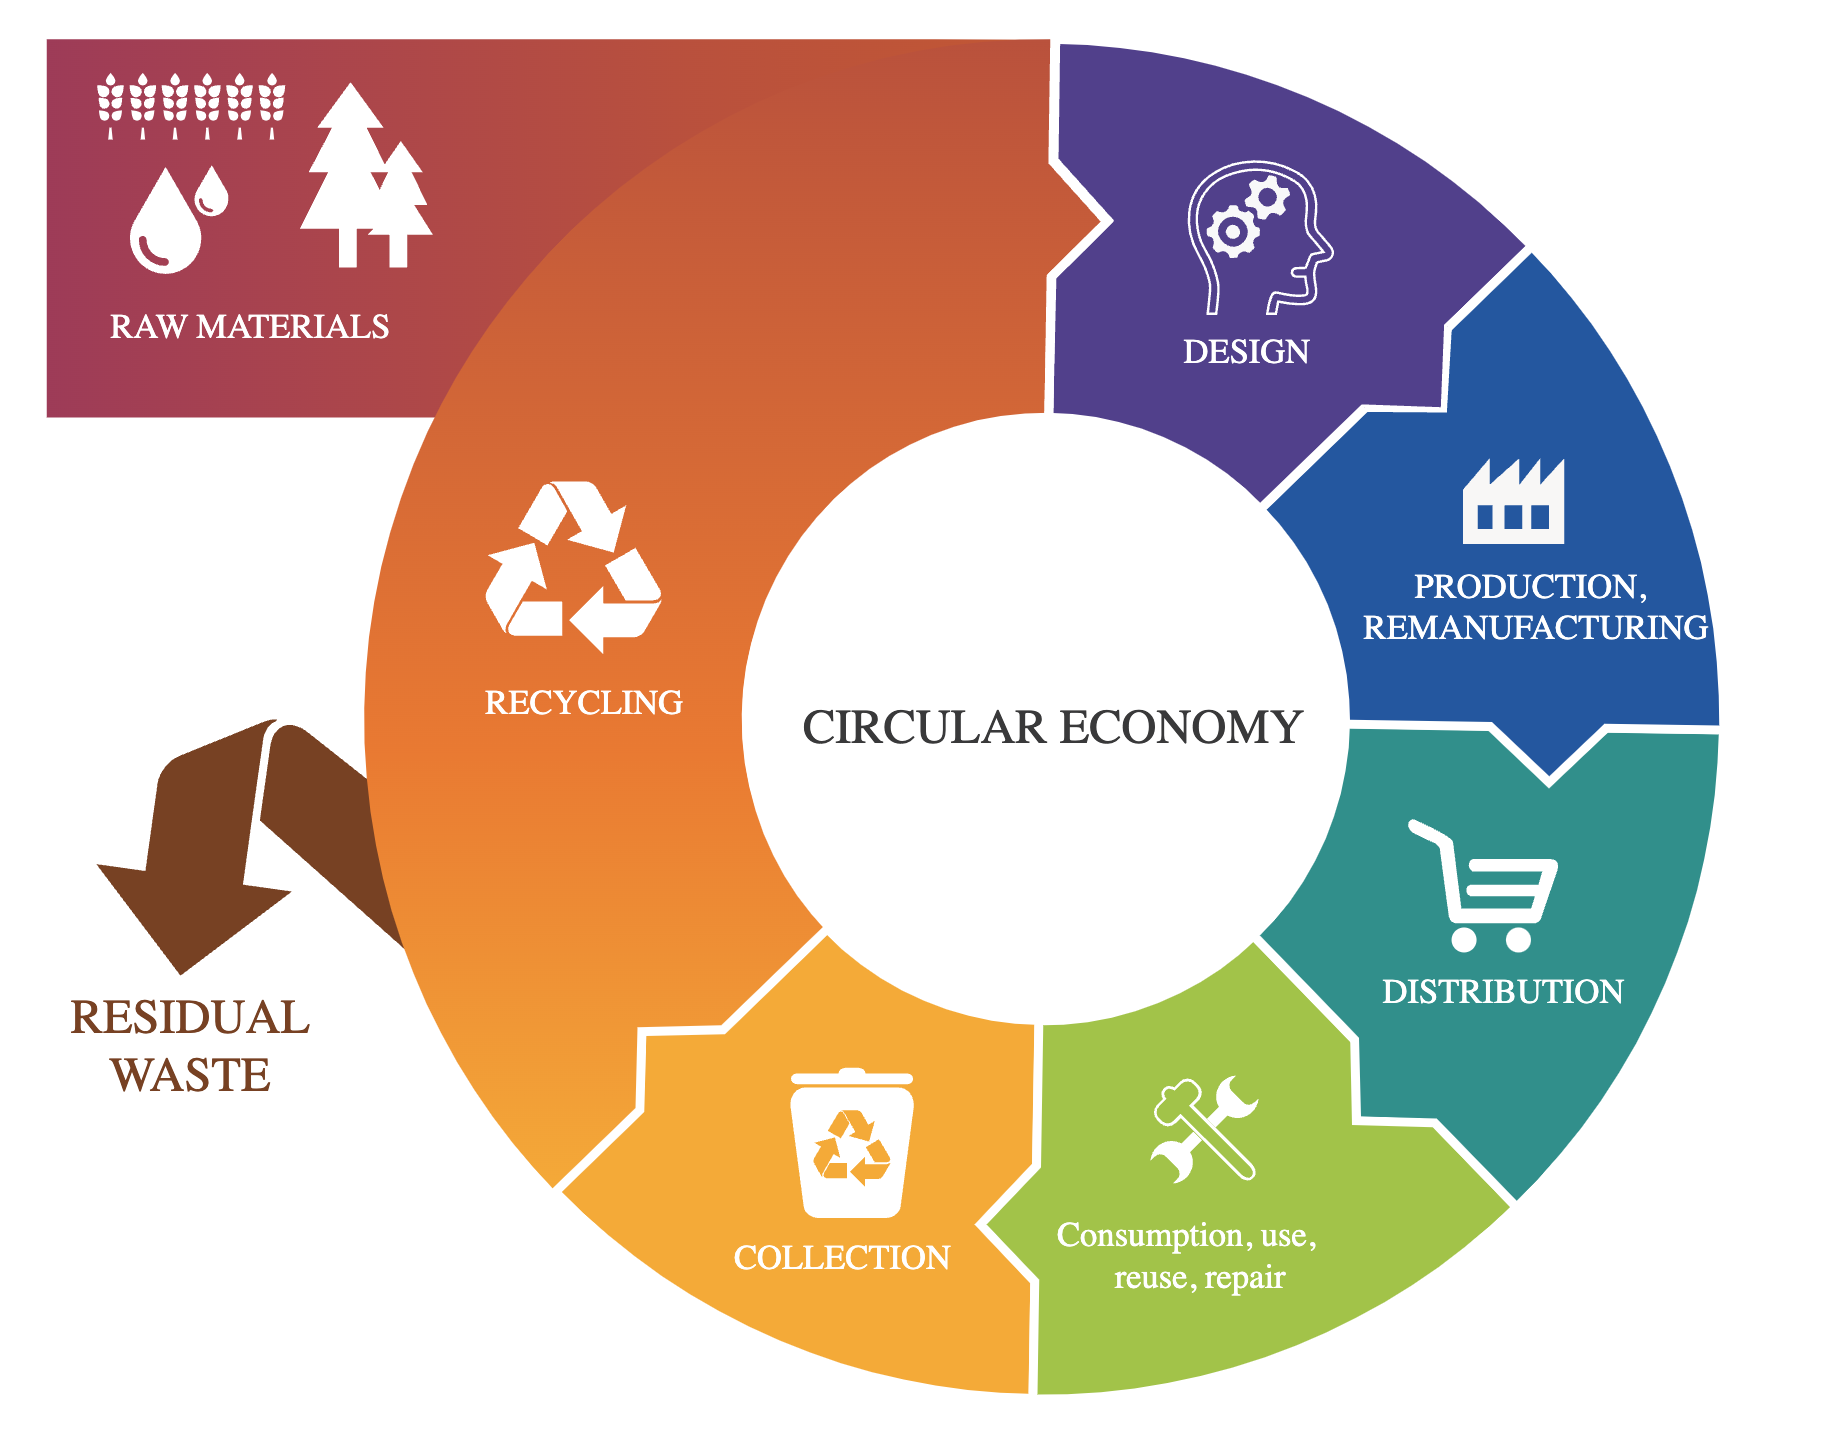 RAW MATERIALS
DESIGN
PRODUCTION,
REMANUFACTURING
RECYCLING
CIRCULAR ECONOMY
DISTRIBUTION
RESIDUAL
WASTE
Consumption, use,
reuse, repair
COLLECTION